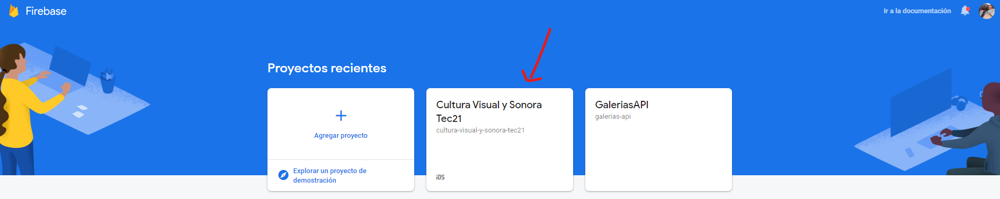 Firebase
Ir a la documentación
Proyectos recientes
Agregar proyecto
Explorar un proyecto de
demostración
Cultura Visual y Sonora
Tec21
cultura-visual-y-sonora-tec21
iOS
GaleriasAPI
galerias-api